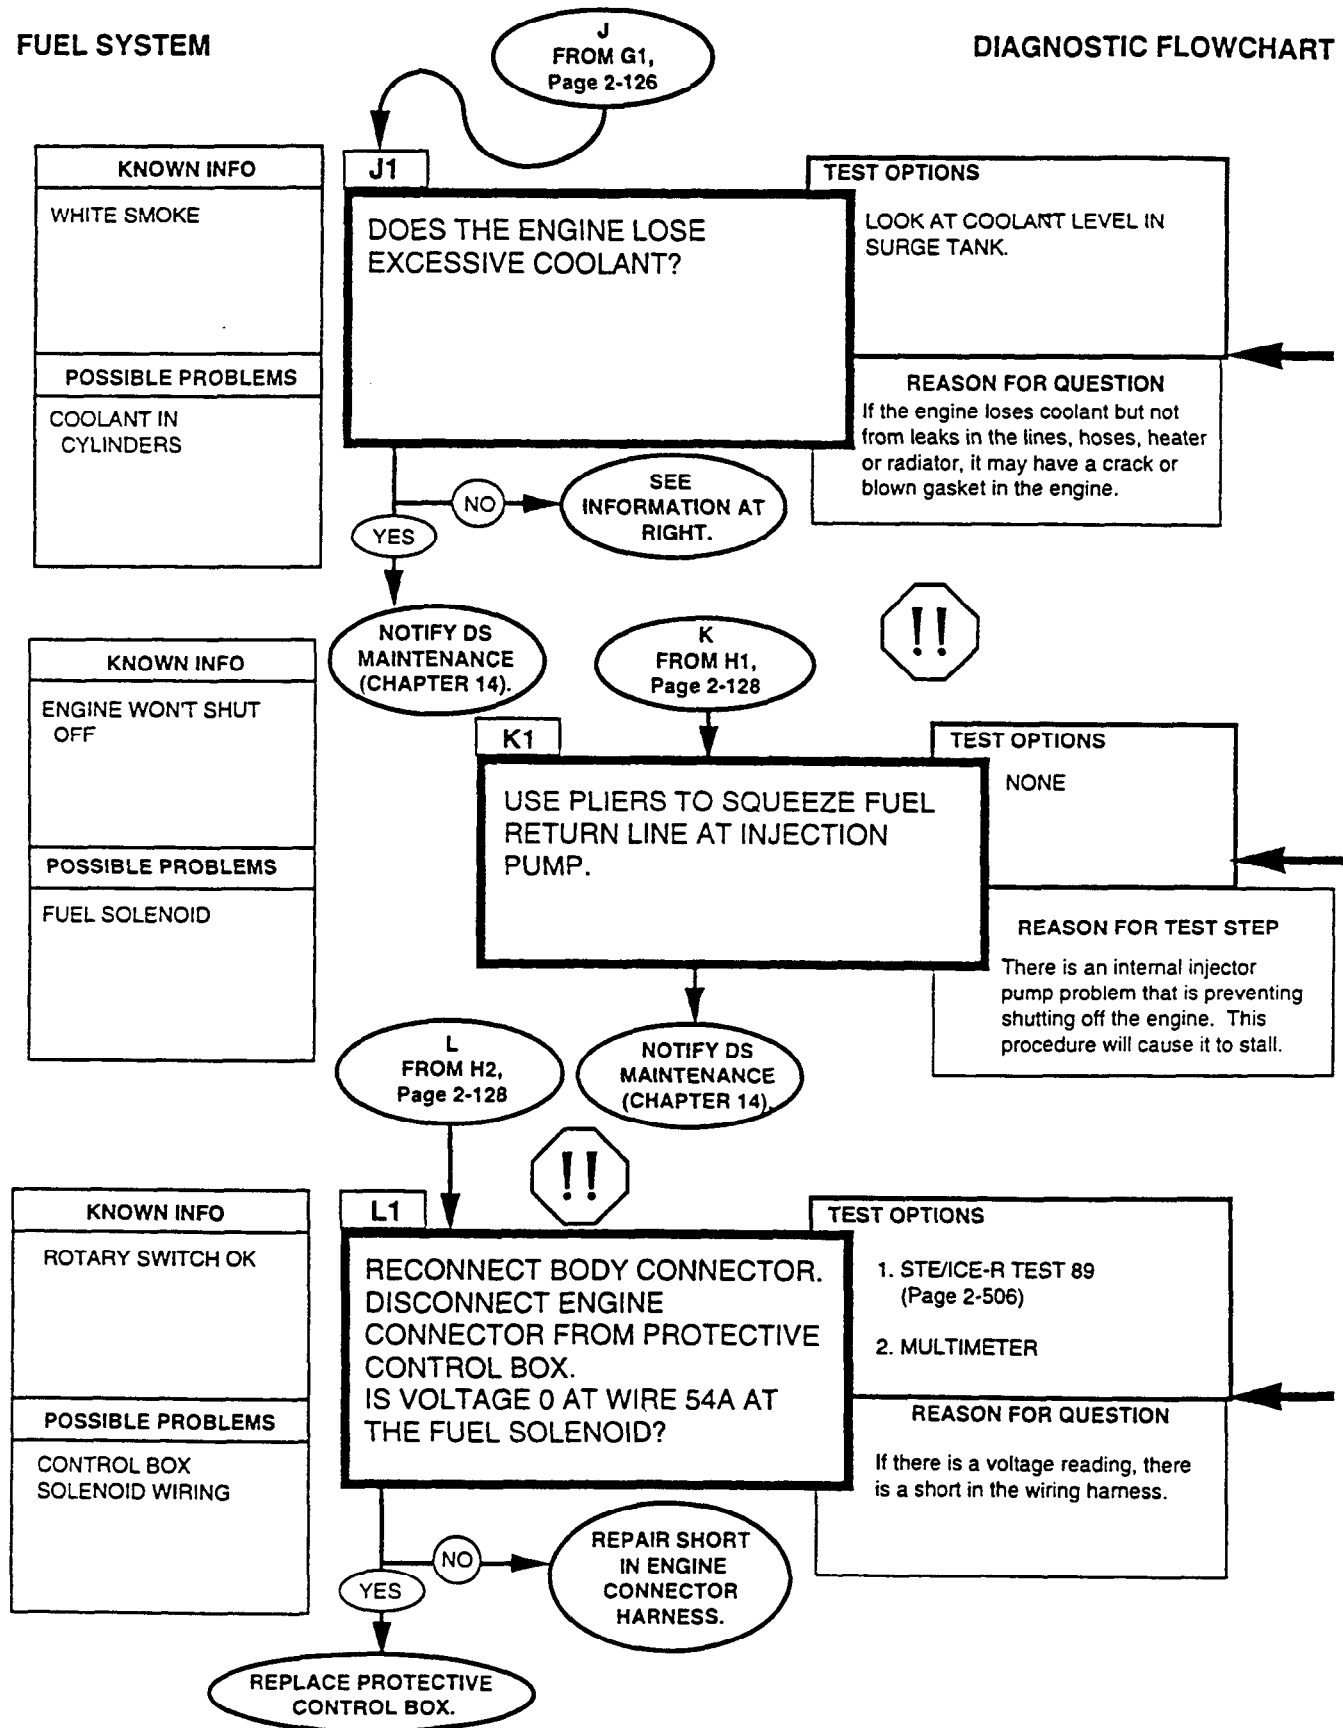 FUEL SYSTEM
DIAGNOSTIC FLOWCHART
J
FROM G1,
Page 2-126
KNOWN INFO
WHITE SMOKE
POSSIBLE PROBLEMS
COOLANT IN
CYLINDERS
J1
DOES THE ENGINE LOSE
EXCESSIVE COOLANT?
TEST OPTIONS
LOOK AT COOLANT LEVEL IN
SURGE TANK.
REASON FOR QUESTION
If the engine loses coolant but not
from leaks in the lines, hoses, heater
or radiator, it may have a crack or
blown gasket in the engine.
NO
SEE
INFORMATION AT
RIGHT.
YES
NOTIFY DS
MAINTENANCE
(CHAPTER 14).
K
FROM H1,
Page 2-128
!!
KNOWN INFO
ENGINE WON'T SHUT
OFF
POSSIBLE PROBLEMS
FUEL SOLENOID
K1
USE PLIERS TO SQUEEZE FUEL
RETURN LINE AT INJECTION
PUMP.
TEST OPTIONS
NONE
REASON FOR TEST STEP
There is an internal injector
pump problem that is preventing
shutting off the engine. This
procedure will cause it to stall.
NOTIFY DS
MAINTENANCE
(CHAPTER 14).
L
FROM H2,
Page 2-128
!!
KNOWN INFO
ROTARY SWITCH OK
POSSIBLE PROBLEMS
CONTROL BOX
SOLENOID WIRING
L1
RECONNECT BODY CONNECTOR.
DISCONNECT ENGINE
CONNECTOR FROM PROTECTIVE
CONTROL BOX.
IS VOLTAGE 0 AT WIRE 54A AT
THE FUEL SOLENOID?
TEST OPTIONS
1. STE/ICE-R TEST 89
(Page 2-506)
2. MULTIMETER
REASON FOR QUESTION
If there is a voltage reading, there
is a short in the wiring harness.
NO
REPAIR SHORT
IN ENGINE
CONNECTOR
HARNESS.
YES
REPLACE PROTECTIVE
CONTROL BOX.